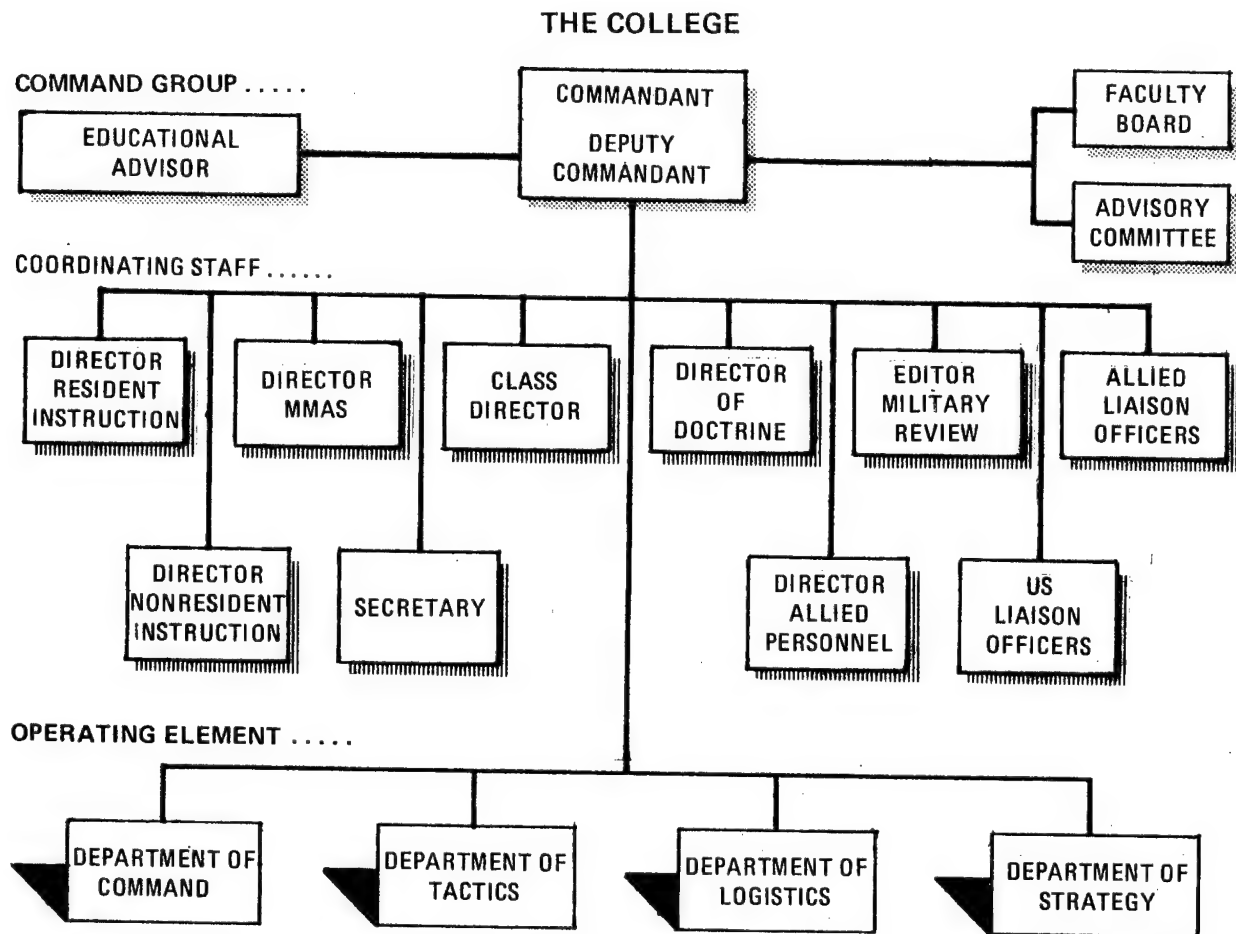 THE COLLEGE
COMMAND GROUP .....
EDUCATIONAL
ADVISOR
COMMANDANT
DEPUTY
COMMANDANT
FACULTY
BOARD
ADVISORY
COMMITTEE
COORDINATING STAFF ......
DIRECTOR
RESIDENT
INSTRUCTION
DIRECTOR
MMAS
CLASS
DIRECTOR
DIRECTOR
OF
DOCTRINE
EDITOR
MILITARY
REVIEW
ALLIED
LIAISON
OFFICERS
DIRECTOR
NONRESIDENT
INSTRUCTION
SECRETARY
DIRECTOR
ALLIED
PERSONNEL
US
LIAISON
OFFICERS
OPERATING ELEMENT .....
DEPARTMENT OF
COMMAND
DEPARTMENT OF
TACTICS
DEPARTMENT OF
LOGISTICS
DEPARTMENT OF
STRATEGY